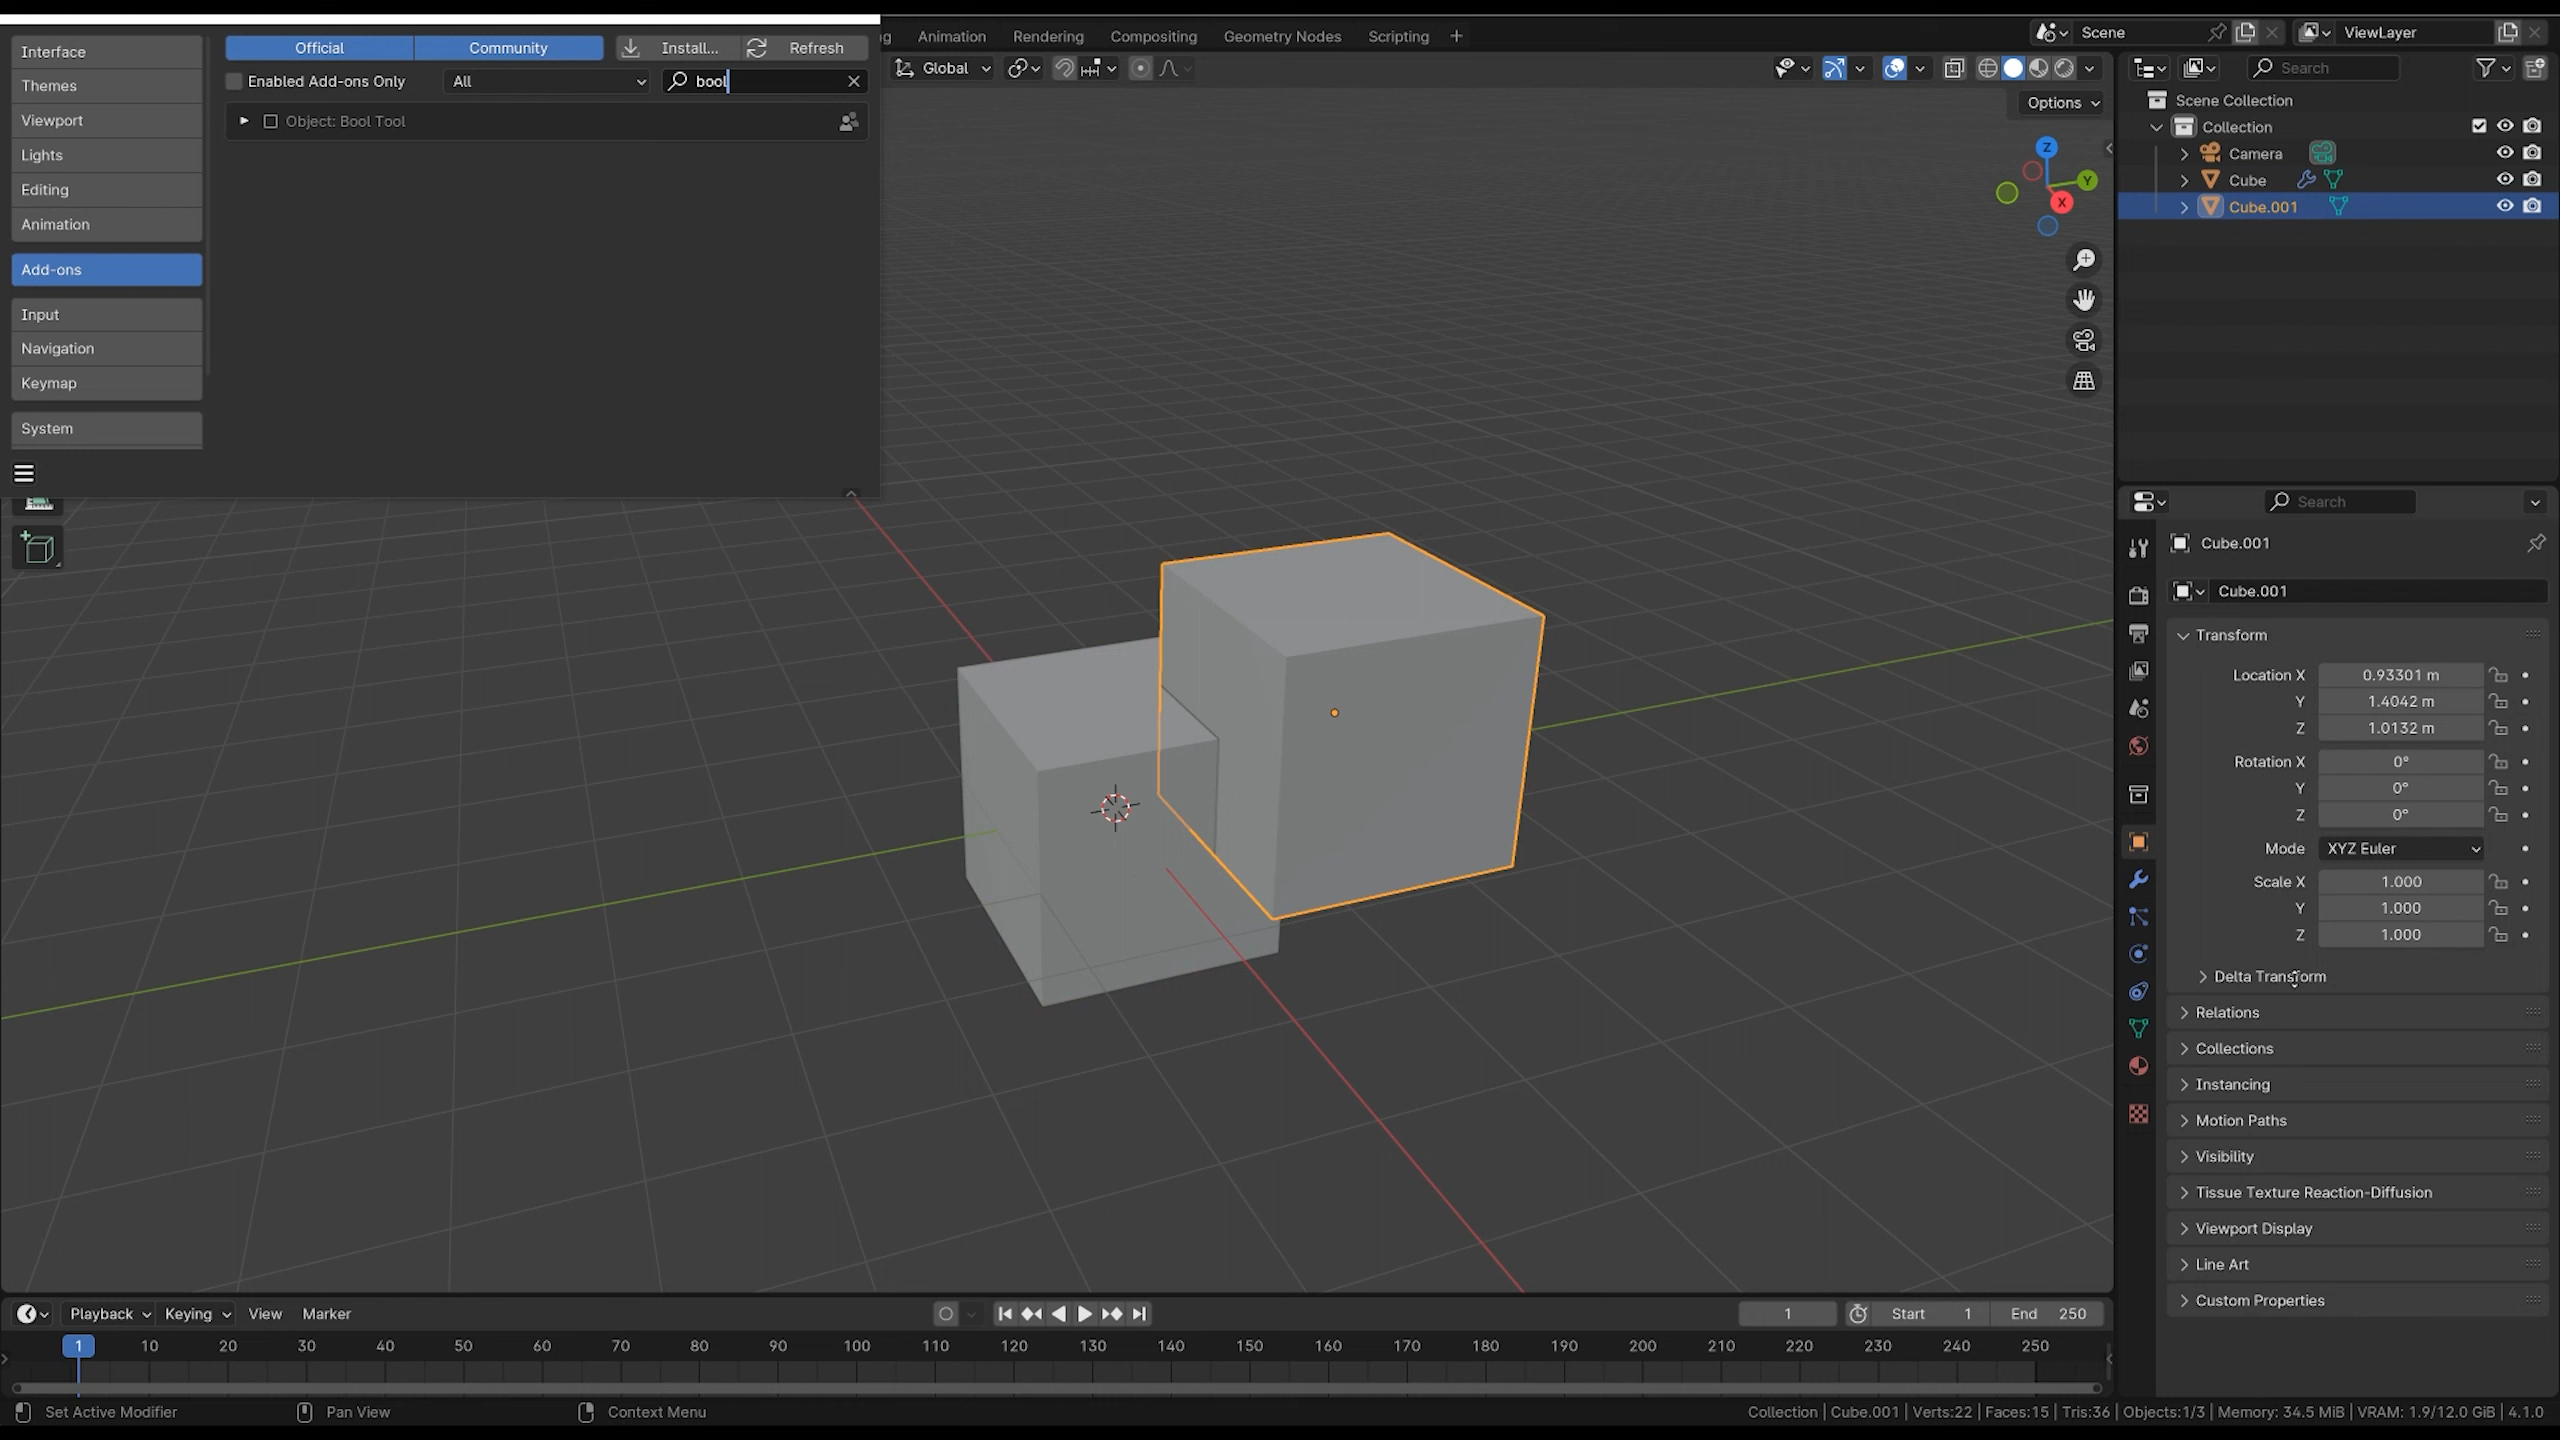 Interface
Themes
Viewport
Lights
Editing
Animation
Add-ons
Input
Navigation
Keymap
System
Official Community Install... Refresh
Enabled Add-ons Only All bool
Object: Bool Tool
Animation Rendering Compositing Geometry Nodes Scripting +
Global
Options
Z
Y
X
Scene ViewLayer
Search
Scene Collection
Collection
Camera
Cube
Cube.001
Search
Cube.001
Cube.001
Transform
Location X 0.93301 m
Y 1.4042 m
Z 1.0132 m
Rotation X 0°
Y 0°
Z 0°
Mode XYZ Euler
Scale X 1.000
Y 1.000
Z 1.000
Delta Transform
Relations
Collections
Instancing
Motion Paths
Visibility
Tissue Texture Reaction-Diffusion
Viewport Display
Line Art
Custom Properties
Playback Keying View Marker 1 Start 1 End 250
1 10 20 30 40 50 60 70 80 90 100 110 120 130 140 150 160 170 180 190 200 210 220 230 240 250
Set Active Modifier Pan View Context Menu Collection | Cube.001 | Verts:22 | Faces:15 | Tris:36 | Objects:1/3 | Memory: 34.5 MiB | VRAM: 1.9/12.0 GiB | 4.1.0